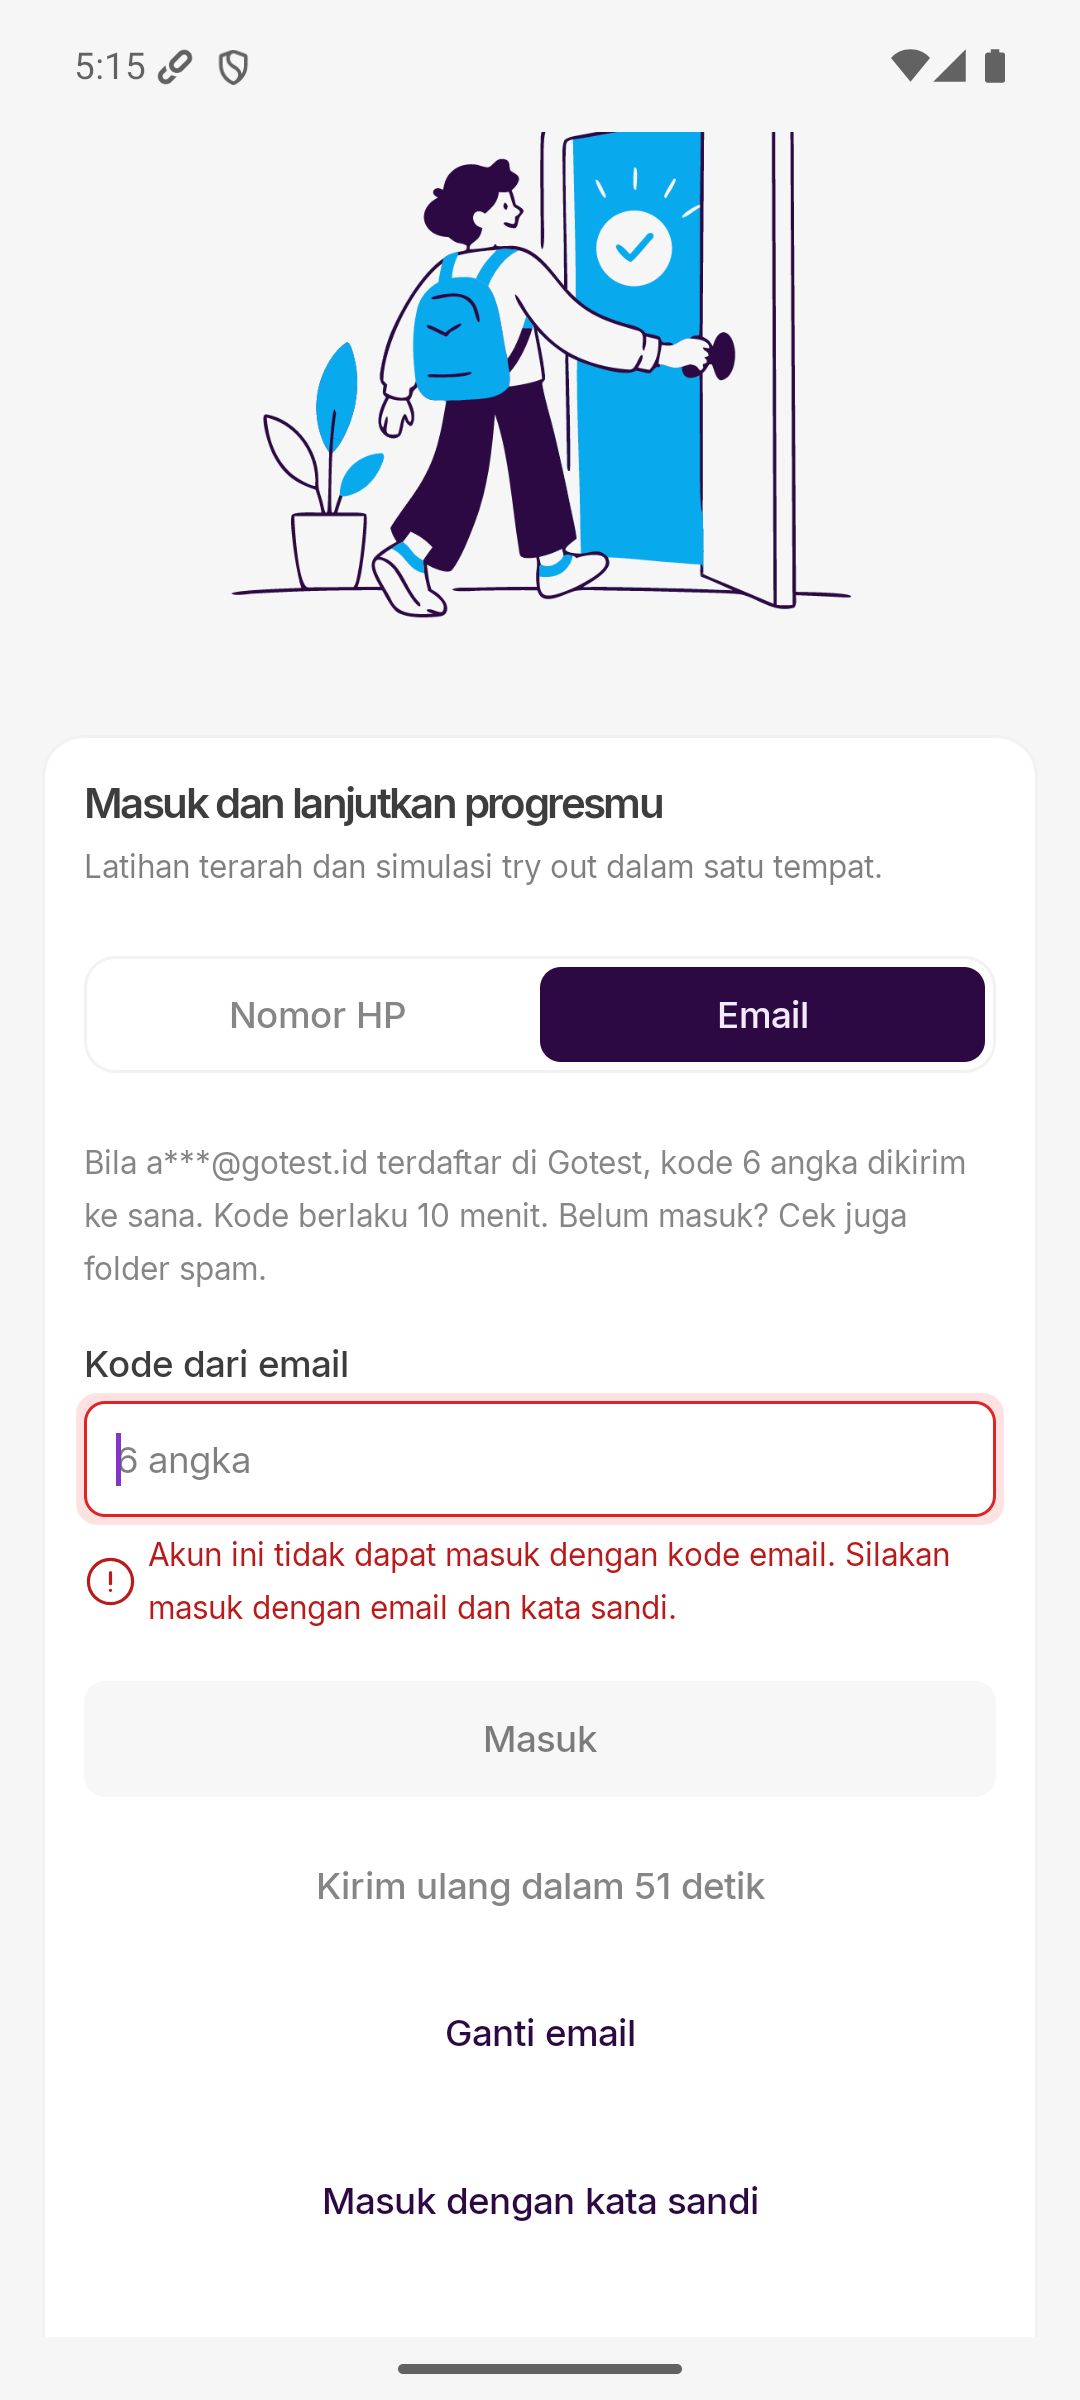 5:15
Masuk dan lanjutkan progresmu
Latihan terarah dan simulasi try out dalam satu tempat.
Nomor HP
Email
Bila a***@gotest.id terdaftar di Gotest, kode 6 angka dikirim
ke sana. Kode berlaku 10 menit. Belum masuk? Cek juga
folder spam.
Kode dari email
6 angka
Akun ini tidak dapat masuk dengan kode email. Silakan
masuk dengan email dan kata sandi.
Masuk
Kirim ulang dalam 51 detik
Ganti email
Masuk dengan kata sandi